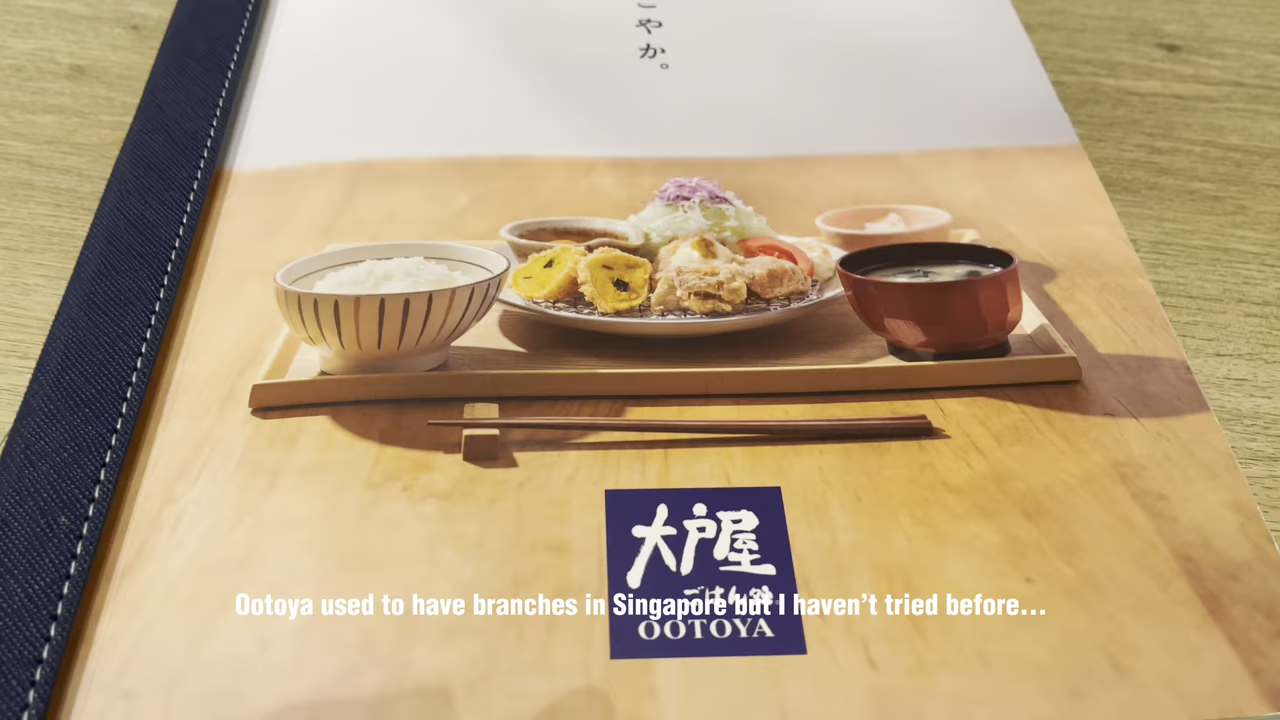 こやか。
大戸屋
ごはん処
Ootoya used to have branches in Singapore but I haven’t tried before…
OOTOYA